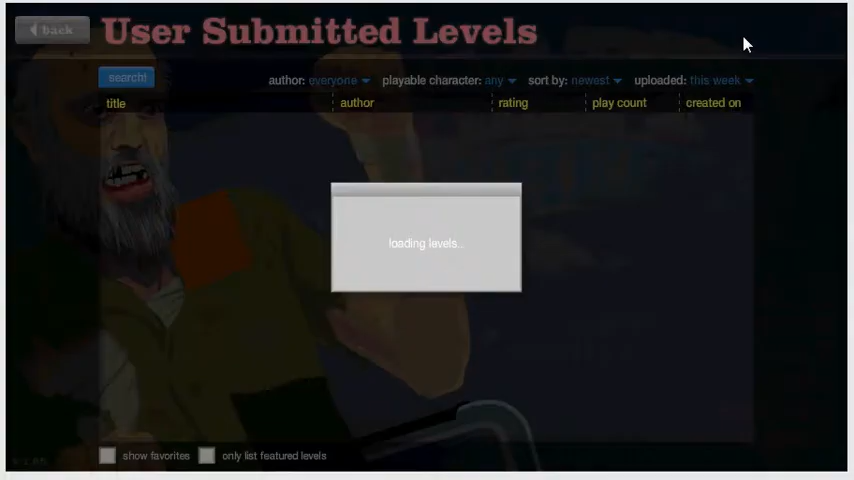 back
User Submitted Levels
search!
author: everyone playable character: any sort by: newest uploaded: this week
title author rating play count created on
loading levels..
show favorites only list featured levels